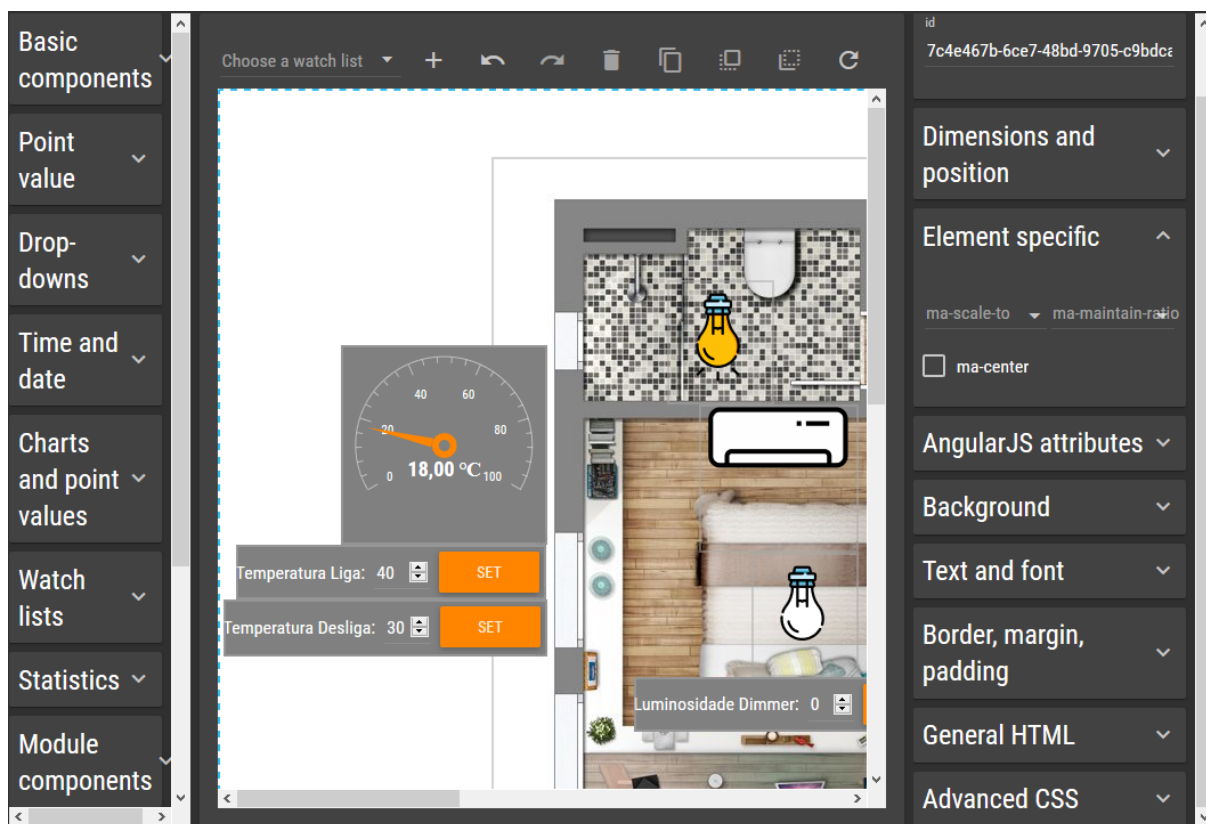 Basic
components
Point
value
Drop-
downs
Time and
date
Charts
and point
values
Watch
lists
Statistics
Module
components
Choose a watch list
40 60
20 80
0 18,00 °C 100
Temperatura Liga: 40 SET
Temperatura Desliga: 30 SET
Luminosidade Dimmer: 0
id
7c4e467b-6ce7-48bd-9705-c9bdca
Dimensions and
position
Element specific
ma-scale-to ma-maintain-ratio
ma-center
AngularJS attributes
Background
Text and font
Border, margin,
padding
General HTML
Advanced CSS